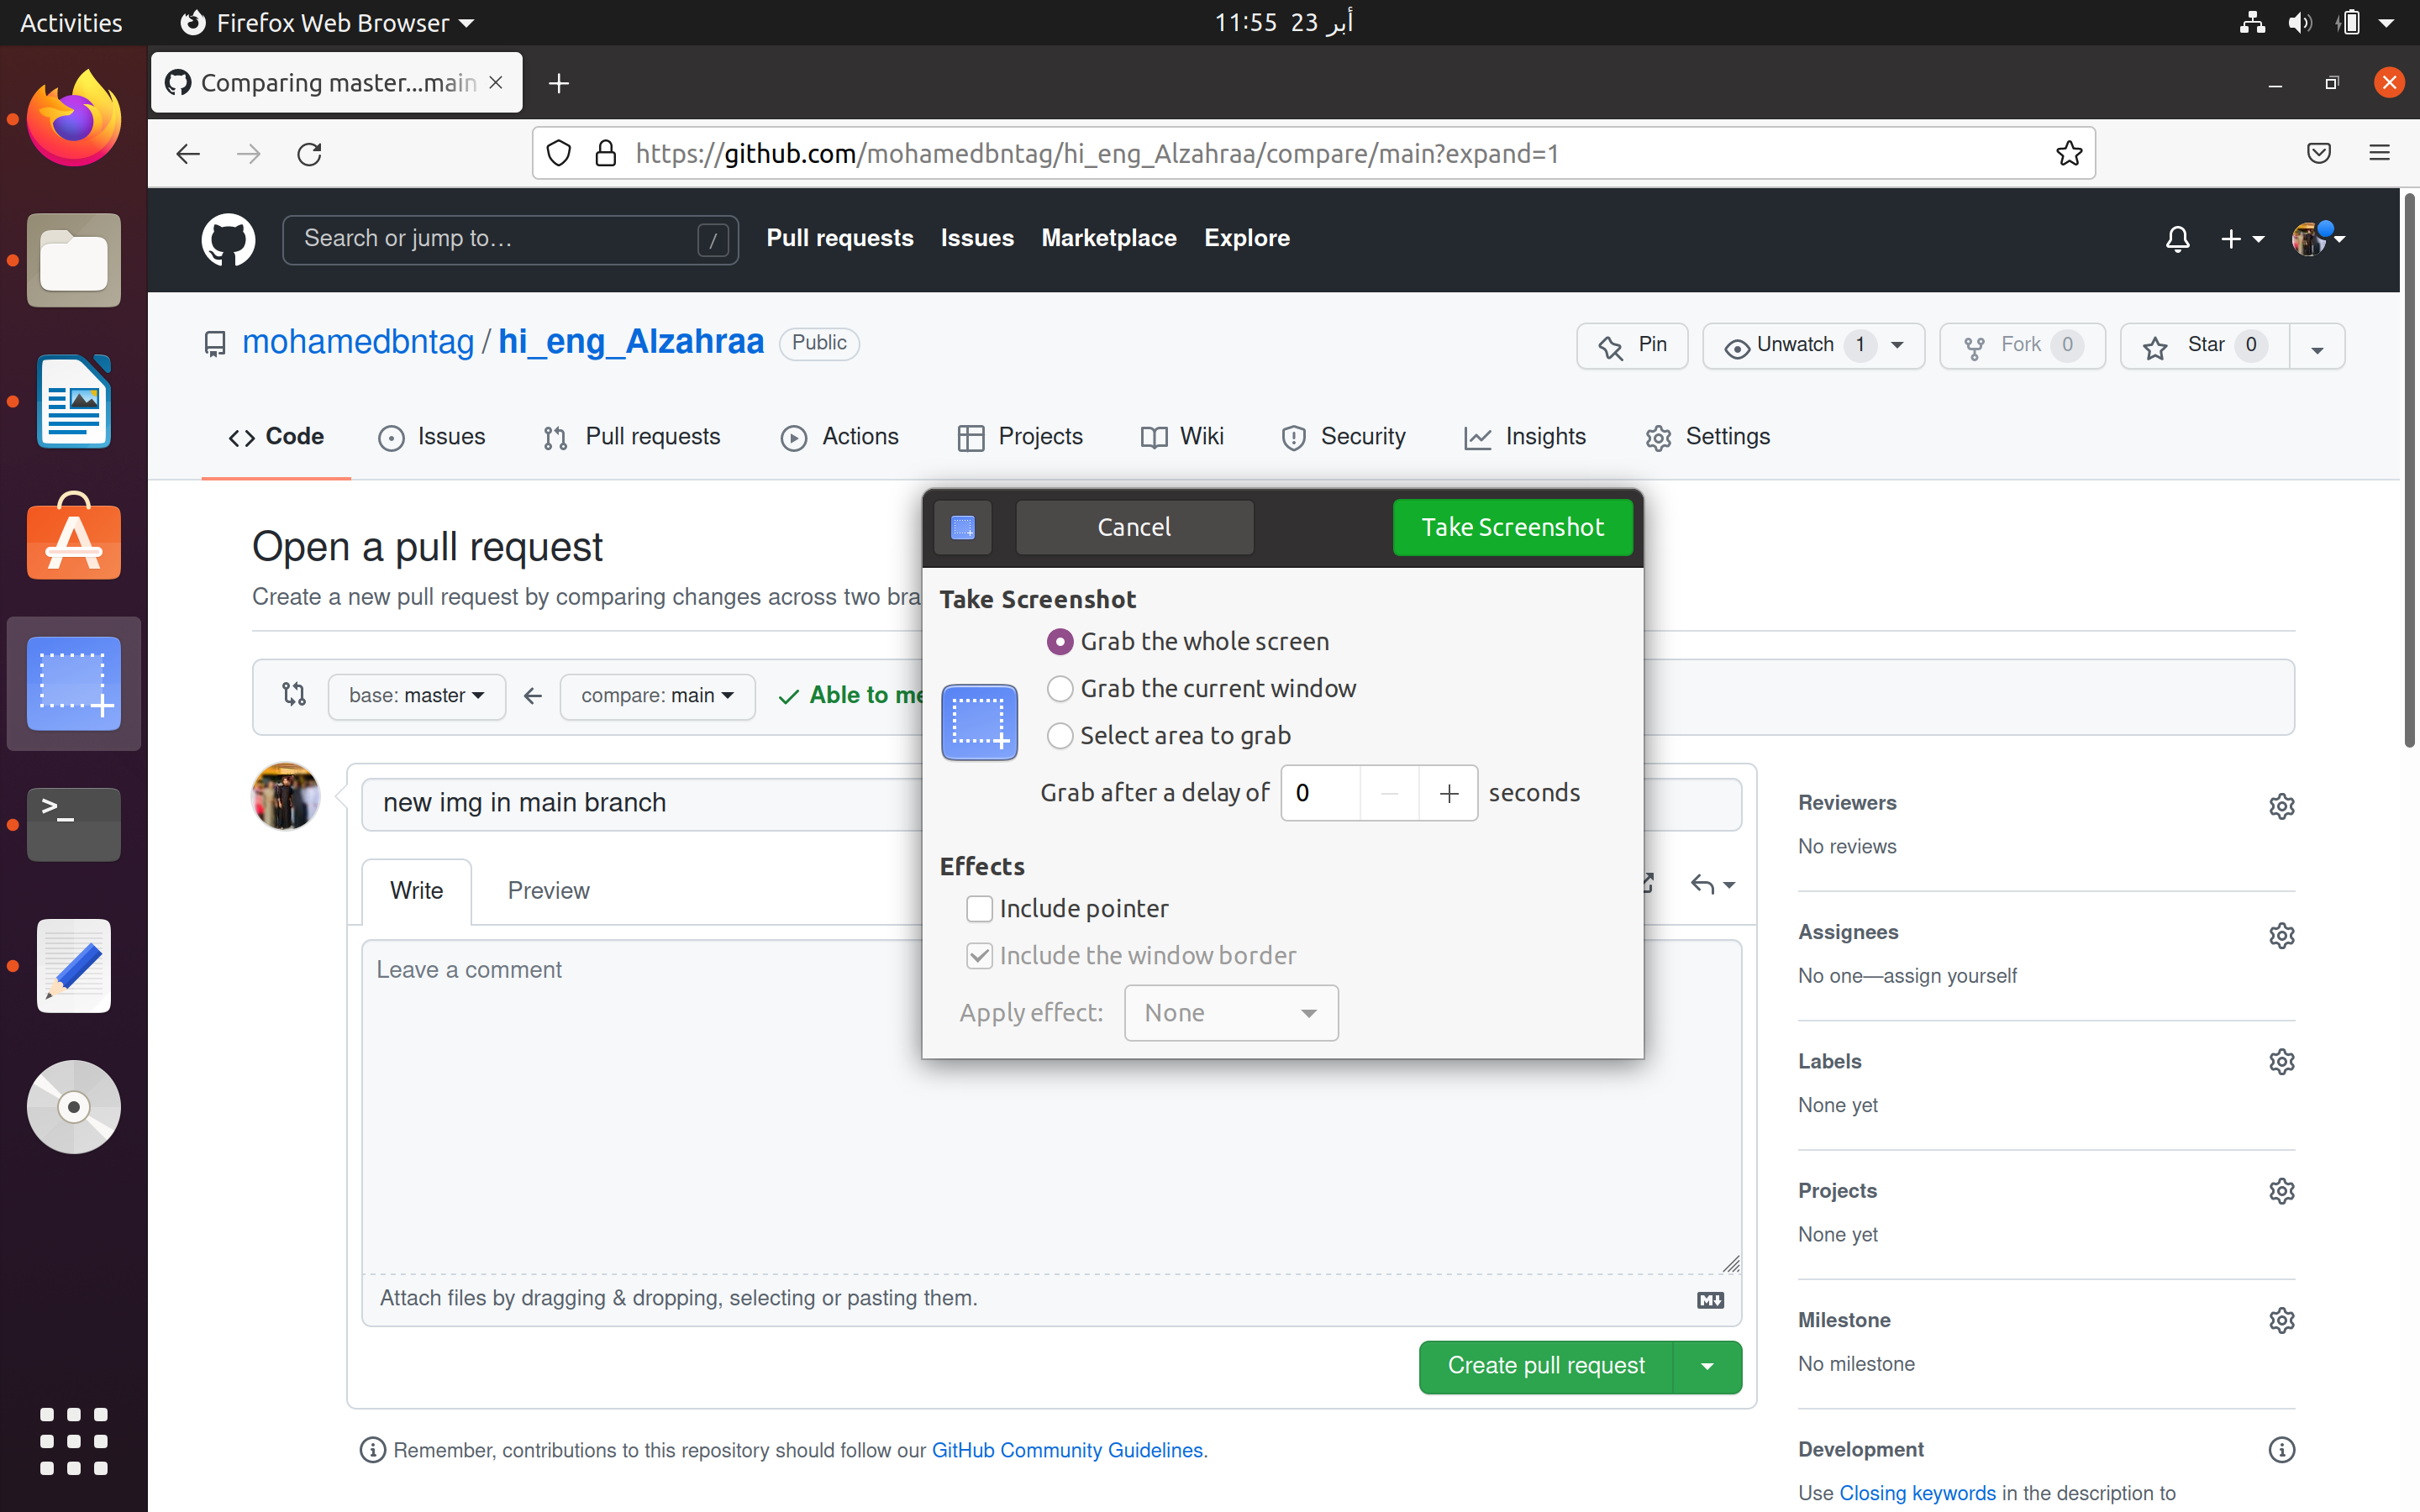 Activities
Firefox Web Browser
11:55 23 أبر
Comparing master...main
https://github.com/mohamedbntag/hi_eng_Alzahraa/compare/main?expand=1
Search or jump to…
/
Pull requests
Issues
Marketplace
Explore
mohamedbntag / hi_eng_Alzahraa
Public
Pin
Unwatch 1
Fork 0
Star 0
Code
Issues
Pull requests
Actions
Projects
Wiki
Security
Insights
Settings
Open a pull request
Create a new pull request by comparing changes across two
base: master
compare: main
Able to
new img in main branch
Write
Preview
Leave a comment
Attach files by dragging & dropping, selecting or pasting them.
Create pull request
Remember, contributions to this repository should follow our GitHub Community Guidelines.
Cancel
Take Screenshot
Take Screenshot
Grab the whole screen
Grab the current window
Select area to grab
Grab after a delay of 0 seconds
Effects
Include pointer
Include the window border
Apply effect: None
Reviewers
No reviews
Assignees
No one—assign yourself
Labels
None yet
Projects
None yet
Milestone
No milestone
Development
Use Closing keywords in the description to